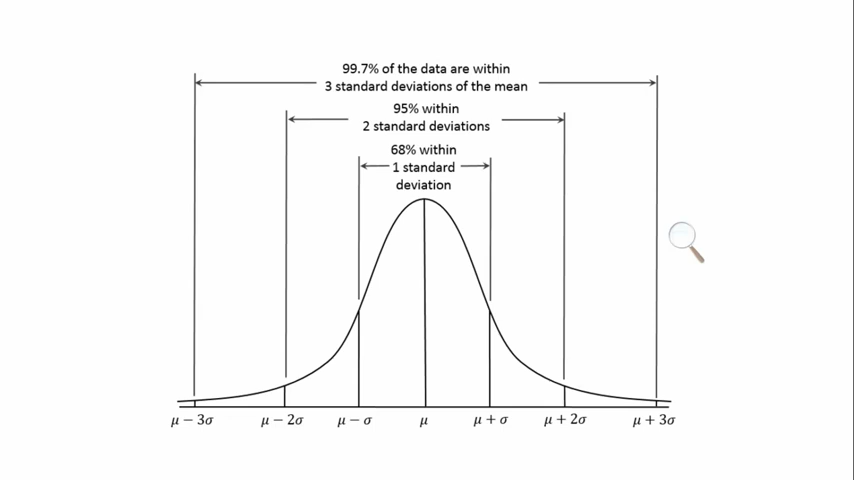 99.7% of the data are within
3 standard deviations of the mean
95% within
2 standard deviations
68% within
1 standard
deviation
μ − 3σ μ − 2σ μ − σ μ μ + σ μ + 2σ μ + 3σ